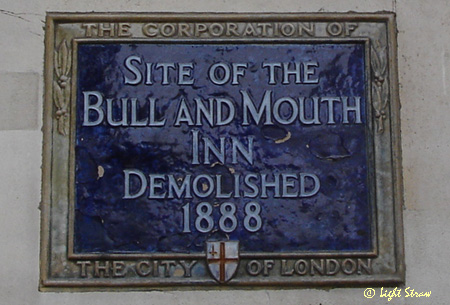 THE CORPORATION OF
SITE OF THE
BULL AND MOUTH
INN
DEMOLISHED
1888
THE CITY OF LONDON
© Light Straw